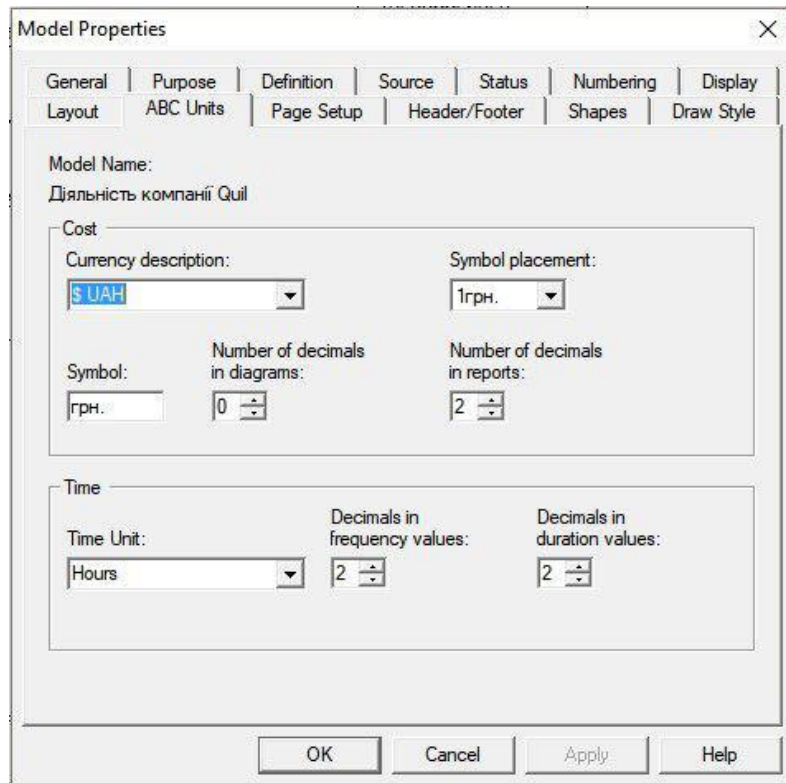 Model Properties
General Purpose Definition Source Status Numbering Display
Layout ABC Units Page Setup Header/Footer Shapes Draw Style
Model Name:
Діяльність компанії Quil
Cost
Currency description: Symbol placement:
$ UAH 1грн.
Number of decimals Number of decimals
Symbol: in diagrams: in reports:
грн. 0 2
Time
Decimals in Decimals in
Time Unit: frequency values: duration values:
Hours 2 2
OK Cancel Apply Help